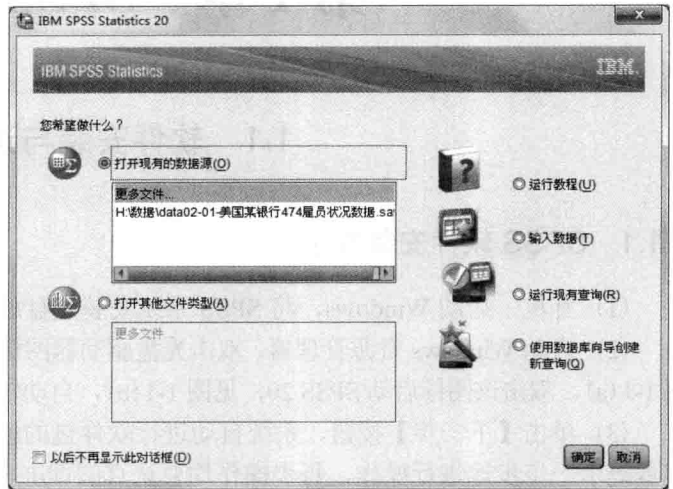 IBM SPSS Statistics 20
IBM SPSS Statistics
IBM.
您希望做什么？
打开现有的数据源(O)
更多文件...
H:\数据\data02-01-美国某银行474雇员状况数据.sa
打开其他文件类型(A)
更多文件...
运行教程(U)
输入数据(T)
运行现有查询(R)
使用数据库向导创建
新查询(Q)
以后不再显示此对话框(D)
确定
取消